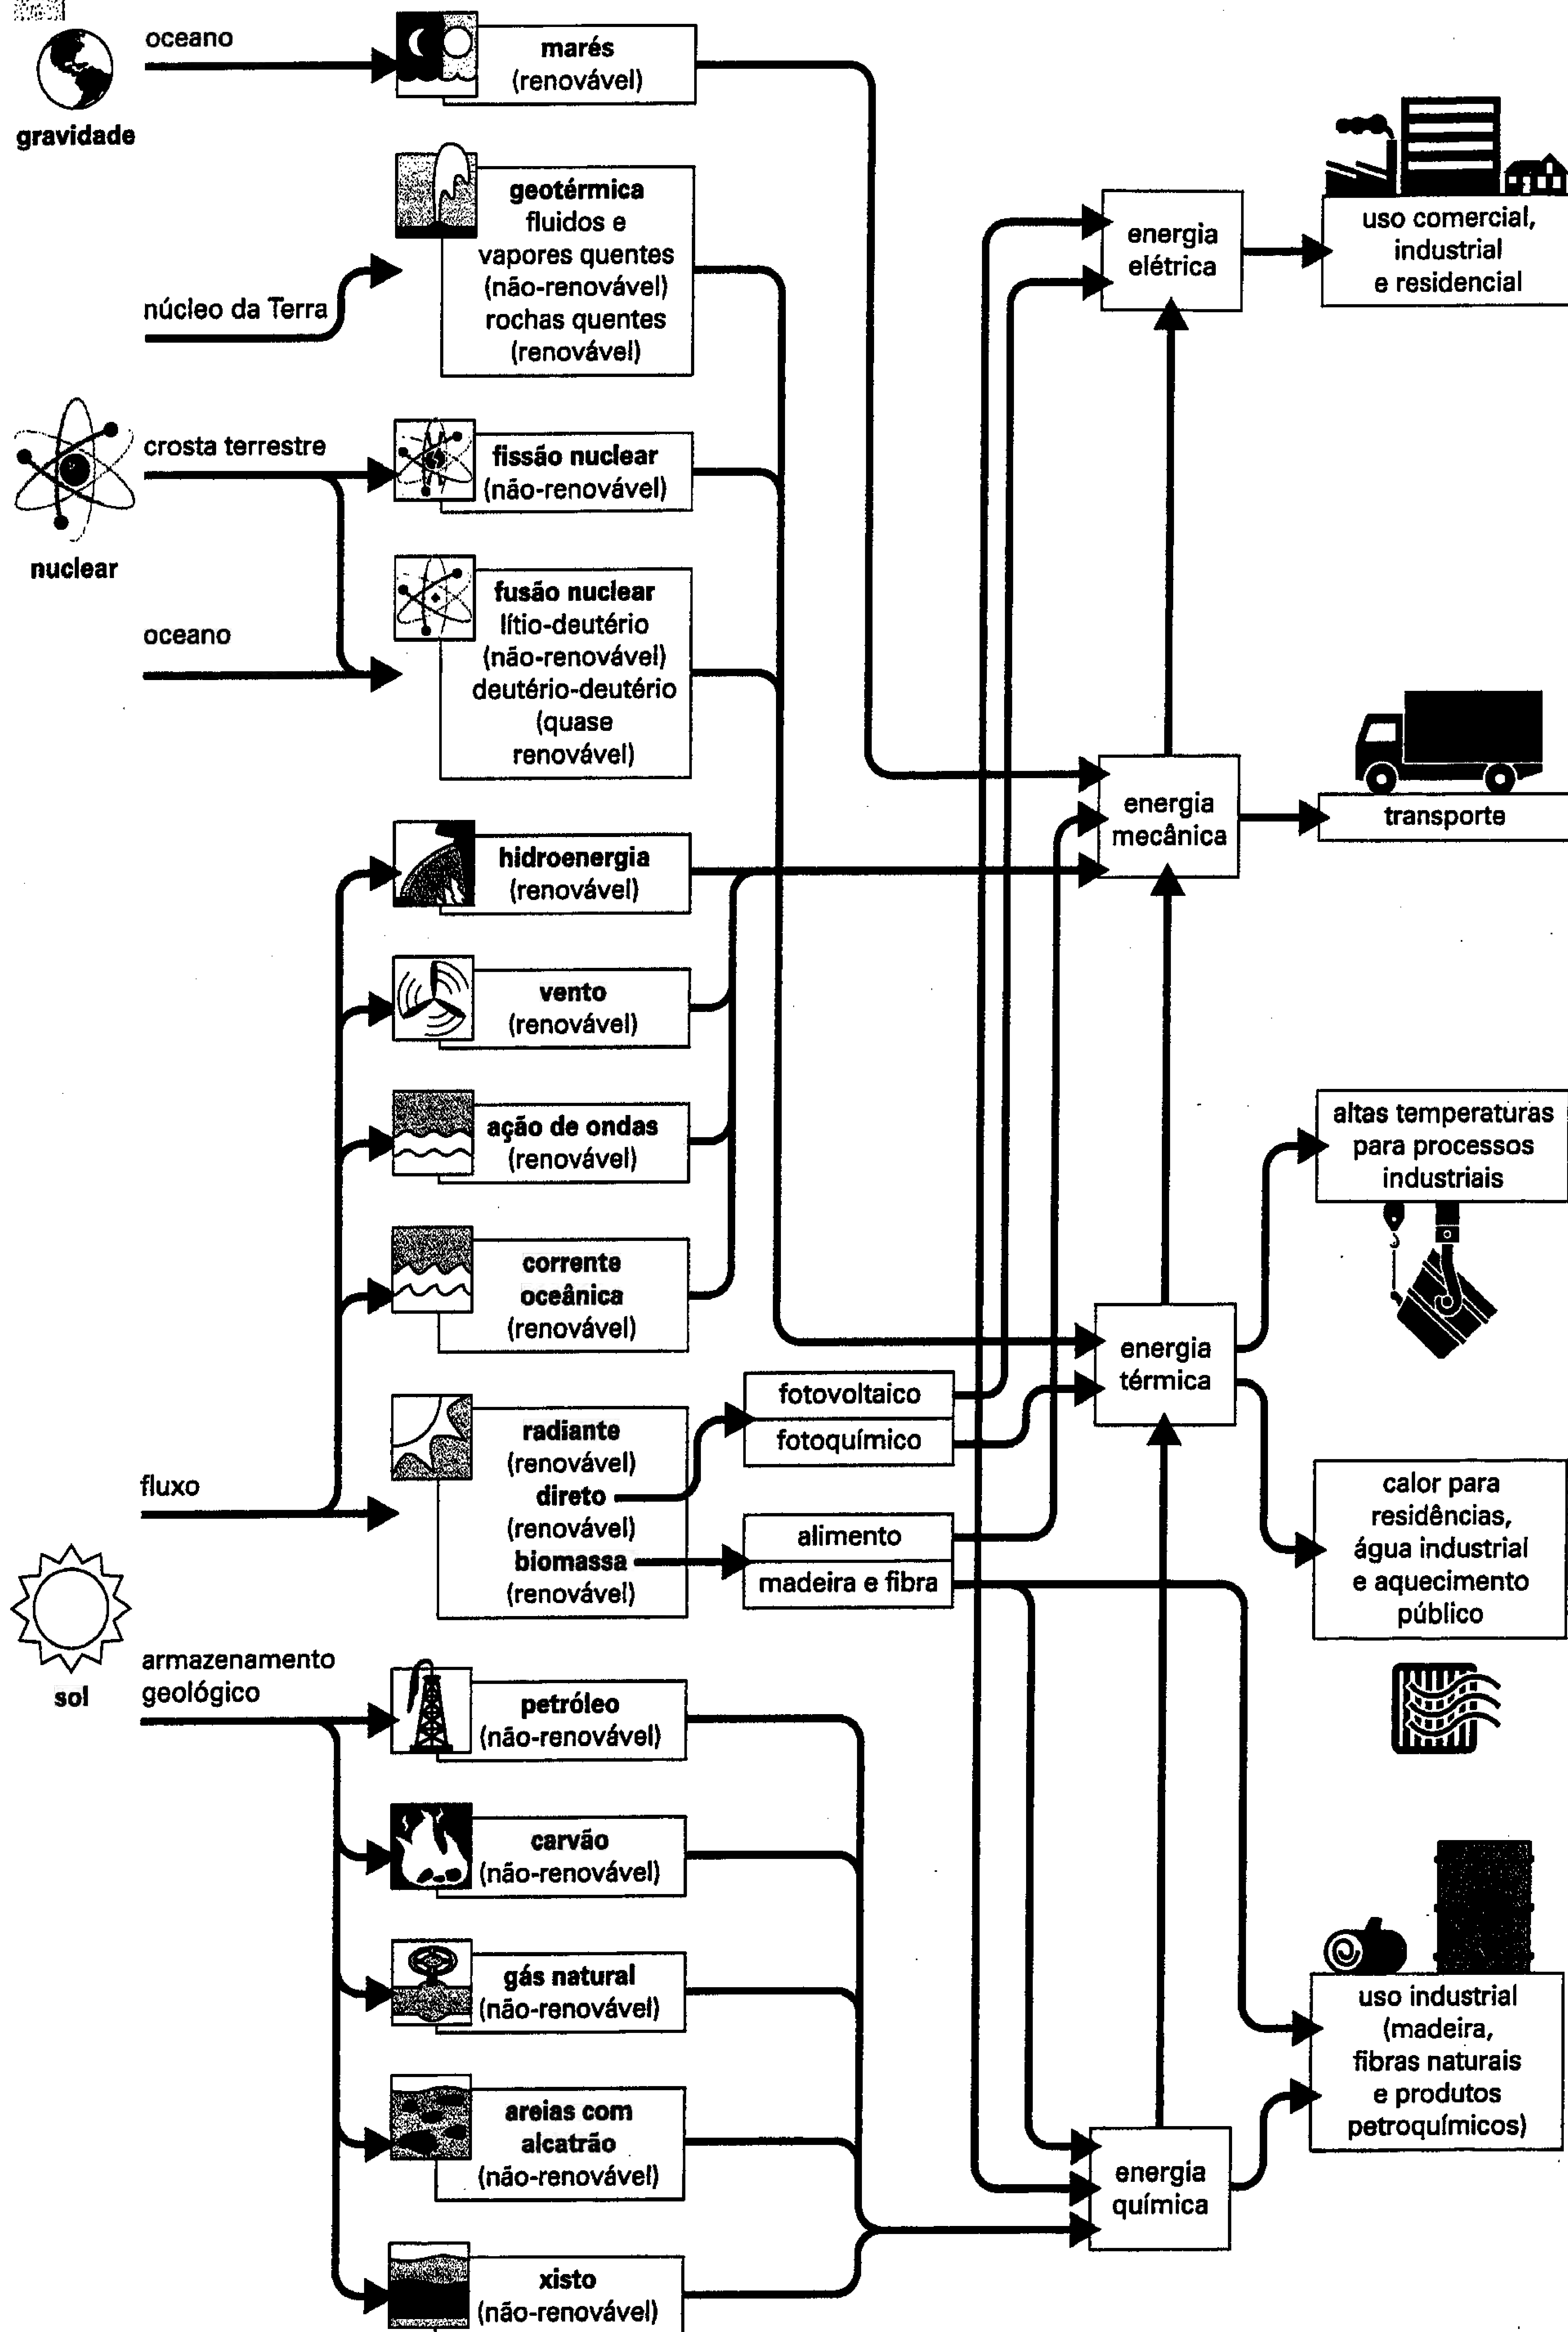 oceano
gravidade
marés
(renovável)
geotérmica
fluidos e
vapores quentes
(não-renovável)
rochas quentes
(renovável)
núcleo da Terra
crosta terrestre
nuclear
oceano
fissão nuclear
(não-renovável)
fusão nuclear
lítio-deutério
(não-renovável)
deutério-deutério
(quase
renovável)
hidroenergia
(renovável)
vento
(renovável)
ação de ondas
(renovável)
corrente
oceânica
(renovável)
fluxo
radiante
(renovável)
direto
(renovável)
biomassa
(renovável)
fotovoltaico
fotoquímico
alimento
madeira e fibra
sol
armazenamento
geológico
petróleo
(não-renovável)
carvão
(não-renovável)
gás natural
(não-renovável)
areias com
alcatrão
(não-renovável)
xisto
(não-renovável)
energia
elétrica
energia
mecânica
energia
térmica
energia
química
uso comercial,
industrial
e residencial
transporte
altas temperaturas
para processos
industriais
calor para
residências,
água industrial
e aquecimento
público
uso industrial
(madeira,
fibras naturais
e produtos
petroquímicos)